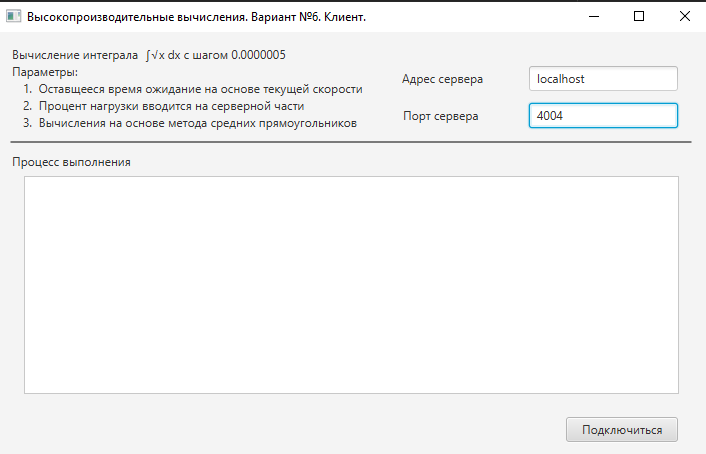 Высокопроизводительные вычисления. Вариант №6. Клиент.
Вычисление интеграла ∫√x dx с шагом 0.0000005
Параметры:
1. Оставщееся время ожидание на основе текущей скорости
2. Процент нагрузки вводится на серверной части
3. Вычисления на основе метода средних прямоугольников
Адрес сервера localhost
Порт сервера 4004
Процесс выполнения
Подключиться